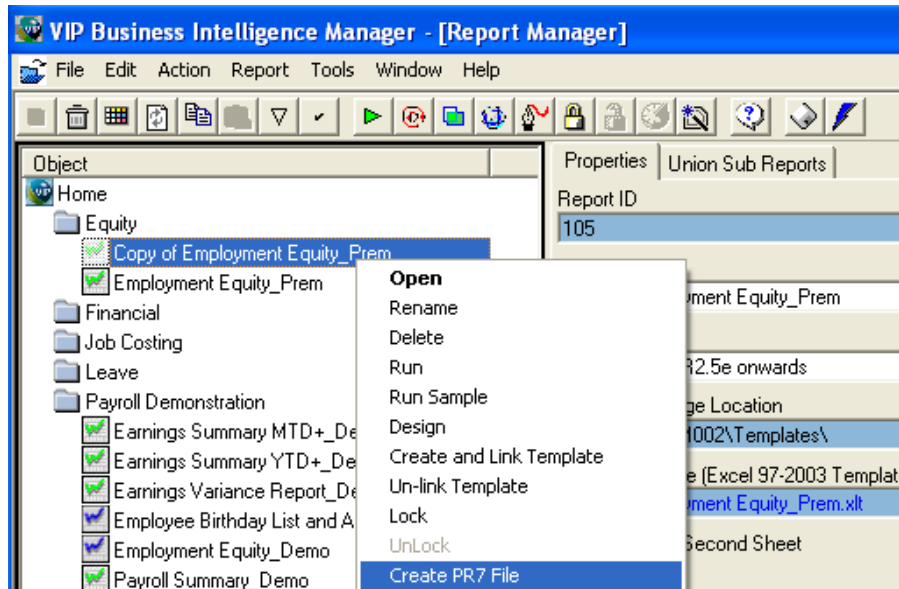 VIP Business Intelligence Manager - [Report Manager]
File Edit Action Report Tools Window Help
Object
Home
Equity
Copy of Employment Equity_Prem
Employment Equity_Prem
Financial
Job Costing
Leave
Payroll Demonstration
Earnings Summary MTD+_De
Earnings Summary YTD+_De
Earnings Variance Report_De
Employee Birthday List and A
Employment Equity_Demo
Payroll Summary_Demo
Open
Rename
Delete
Run
Run Sample
Design
Create and Link Template
Un-link Template
Lock
UnLock
Create PR7 File
Properties Union Sub Reports
Report ID
105
ment Equity_Prem
R2.5e onwards
ge Location
1002\Templates\
e (Excel 97-2003 Templat
ment Equity_Prem.xlt
Second Sheet